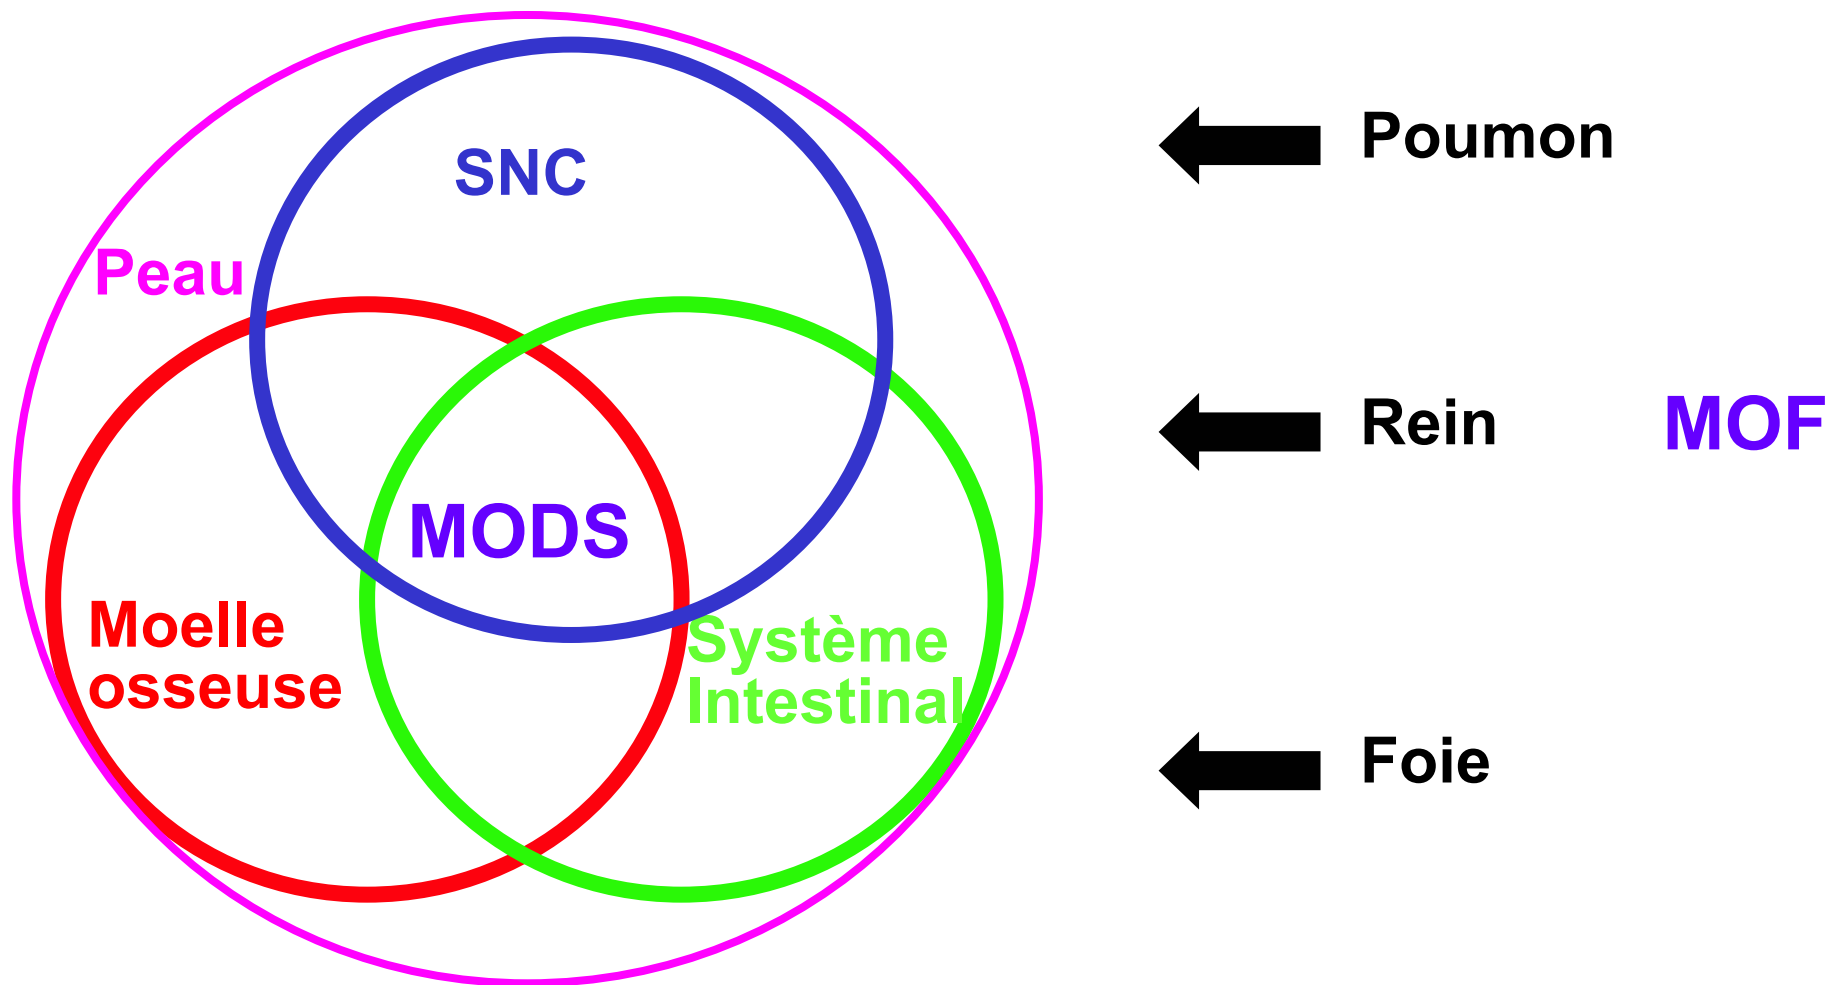 SNC
Peau
MODS
Moelle
osseuse
Système
Intestinal
Poumon
Rein
MOF
Foie